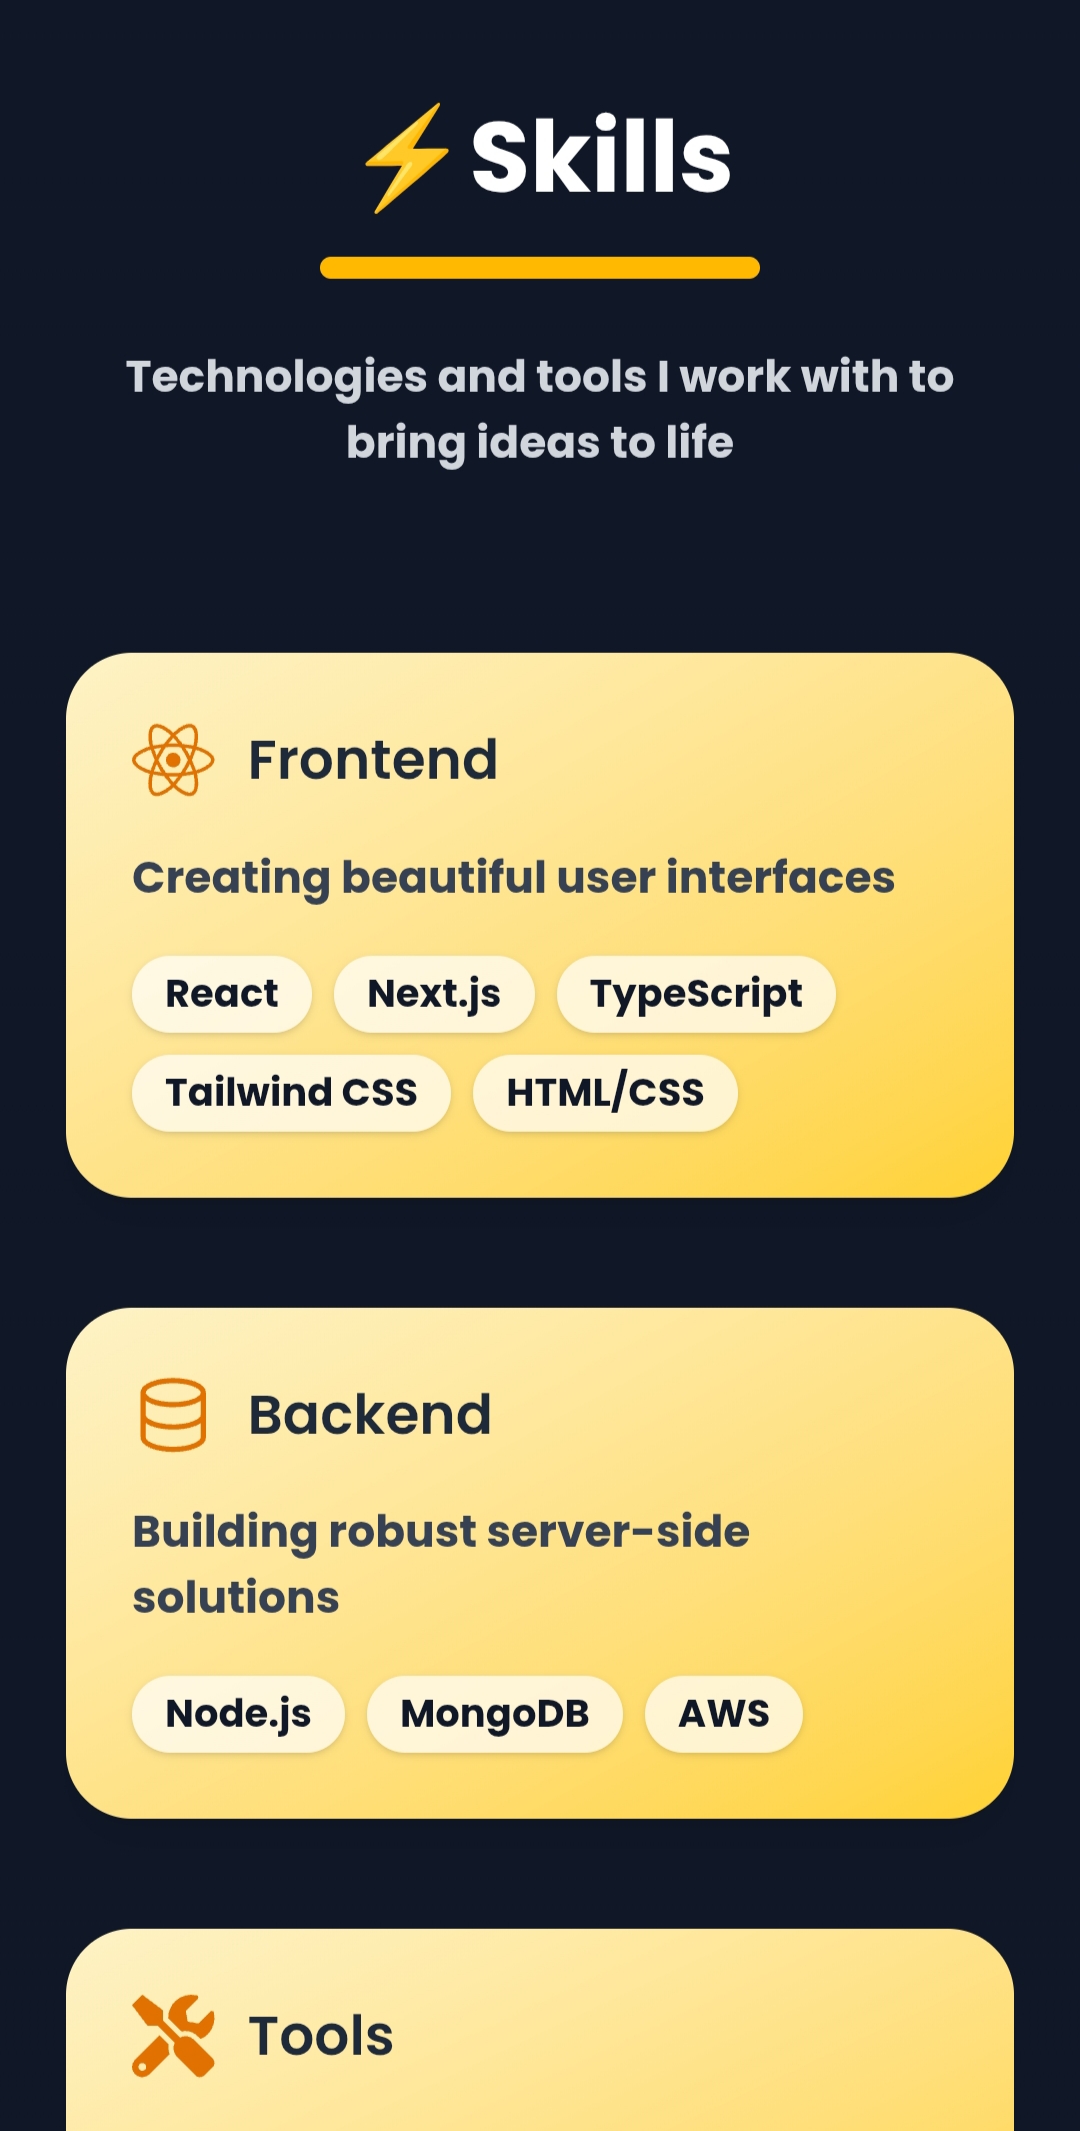 ⚡Skills
Technologies and tools I work with to
bring ideas to life
Frontend
Creating beautiful user interfaces
React Next.js TypeScript
Tailwind CSS HTML/CSS
Backend
Building robust server-side
solutions
Node.js MongoDB AWS
Tools